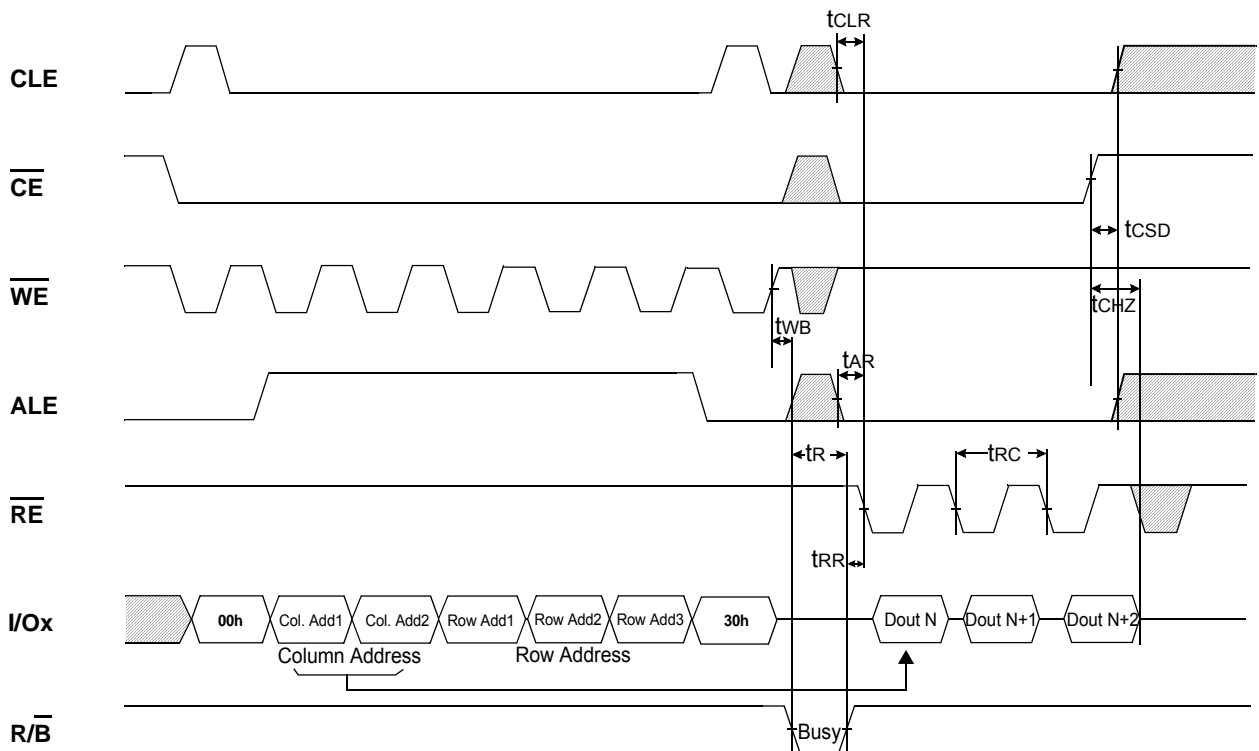 tCLR
CLE
CE
tCSD
WE
tCHZ
tWB
tAR
ALE
tR
tRC
RE
tRR
I/Ox
00h
Col. Add1
Col. Add2
Row Add1
Row Add2
Row Add3
30h
Dout N
Dout N+1
Dout N+2
Column Address
Row Address
R/B
Busy